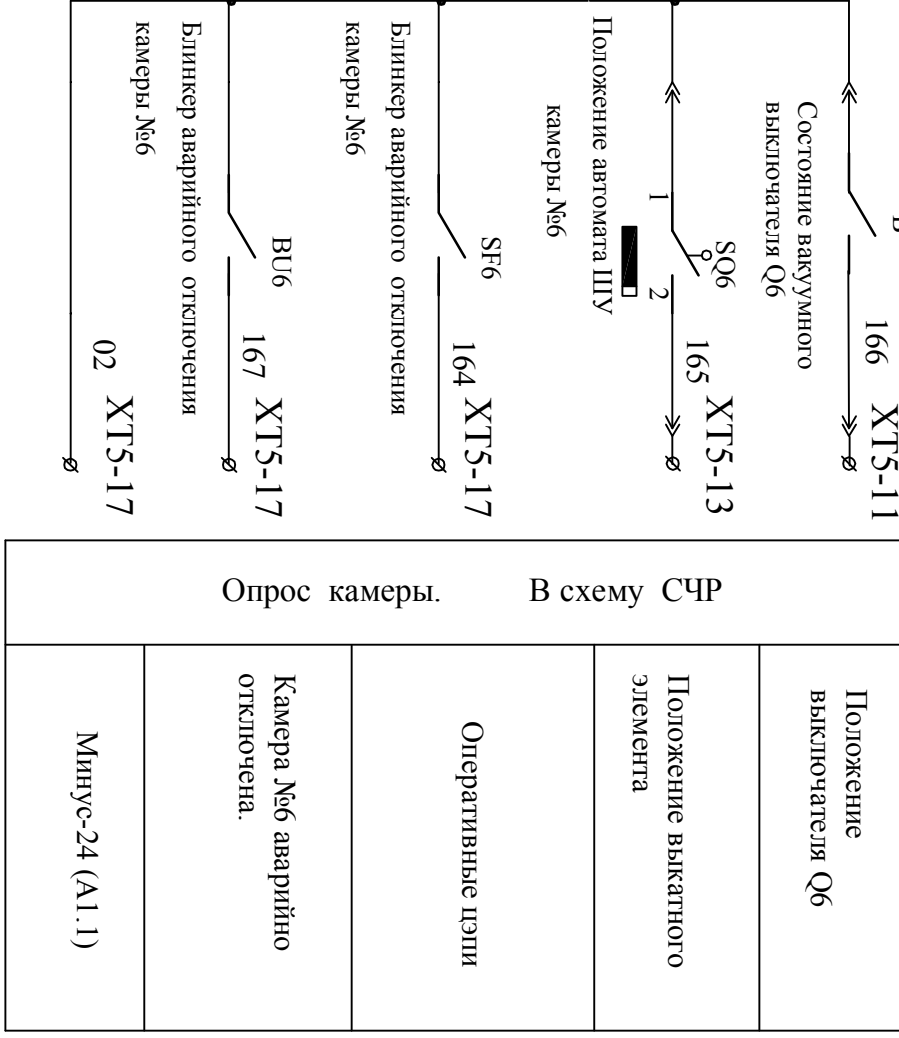 Состояние вакуумного
выключателя Q6
166
XT5-11
Положение автомата ШУ
камеры №6
1
SQ6
2
165
XT5-13
Блинкер аварийного отключения
камеры №6
SF6
164
XT5-17
Блинкер аварийного отключения
камеры №6
BU6
167
XT5-17
02
XT5-17
Опрос камеры. В схему СЧР
Положение
выключателя Q6
Положение выкатного
элемента
Оперативные цэпи
Камера №6 аварийно
отключена.
Минус-24 (А1.1)